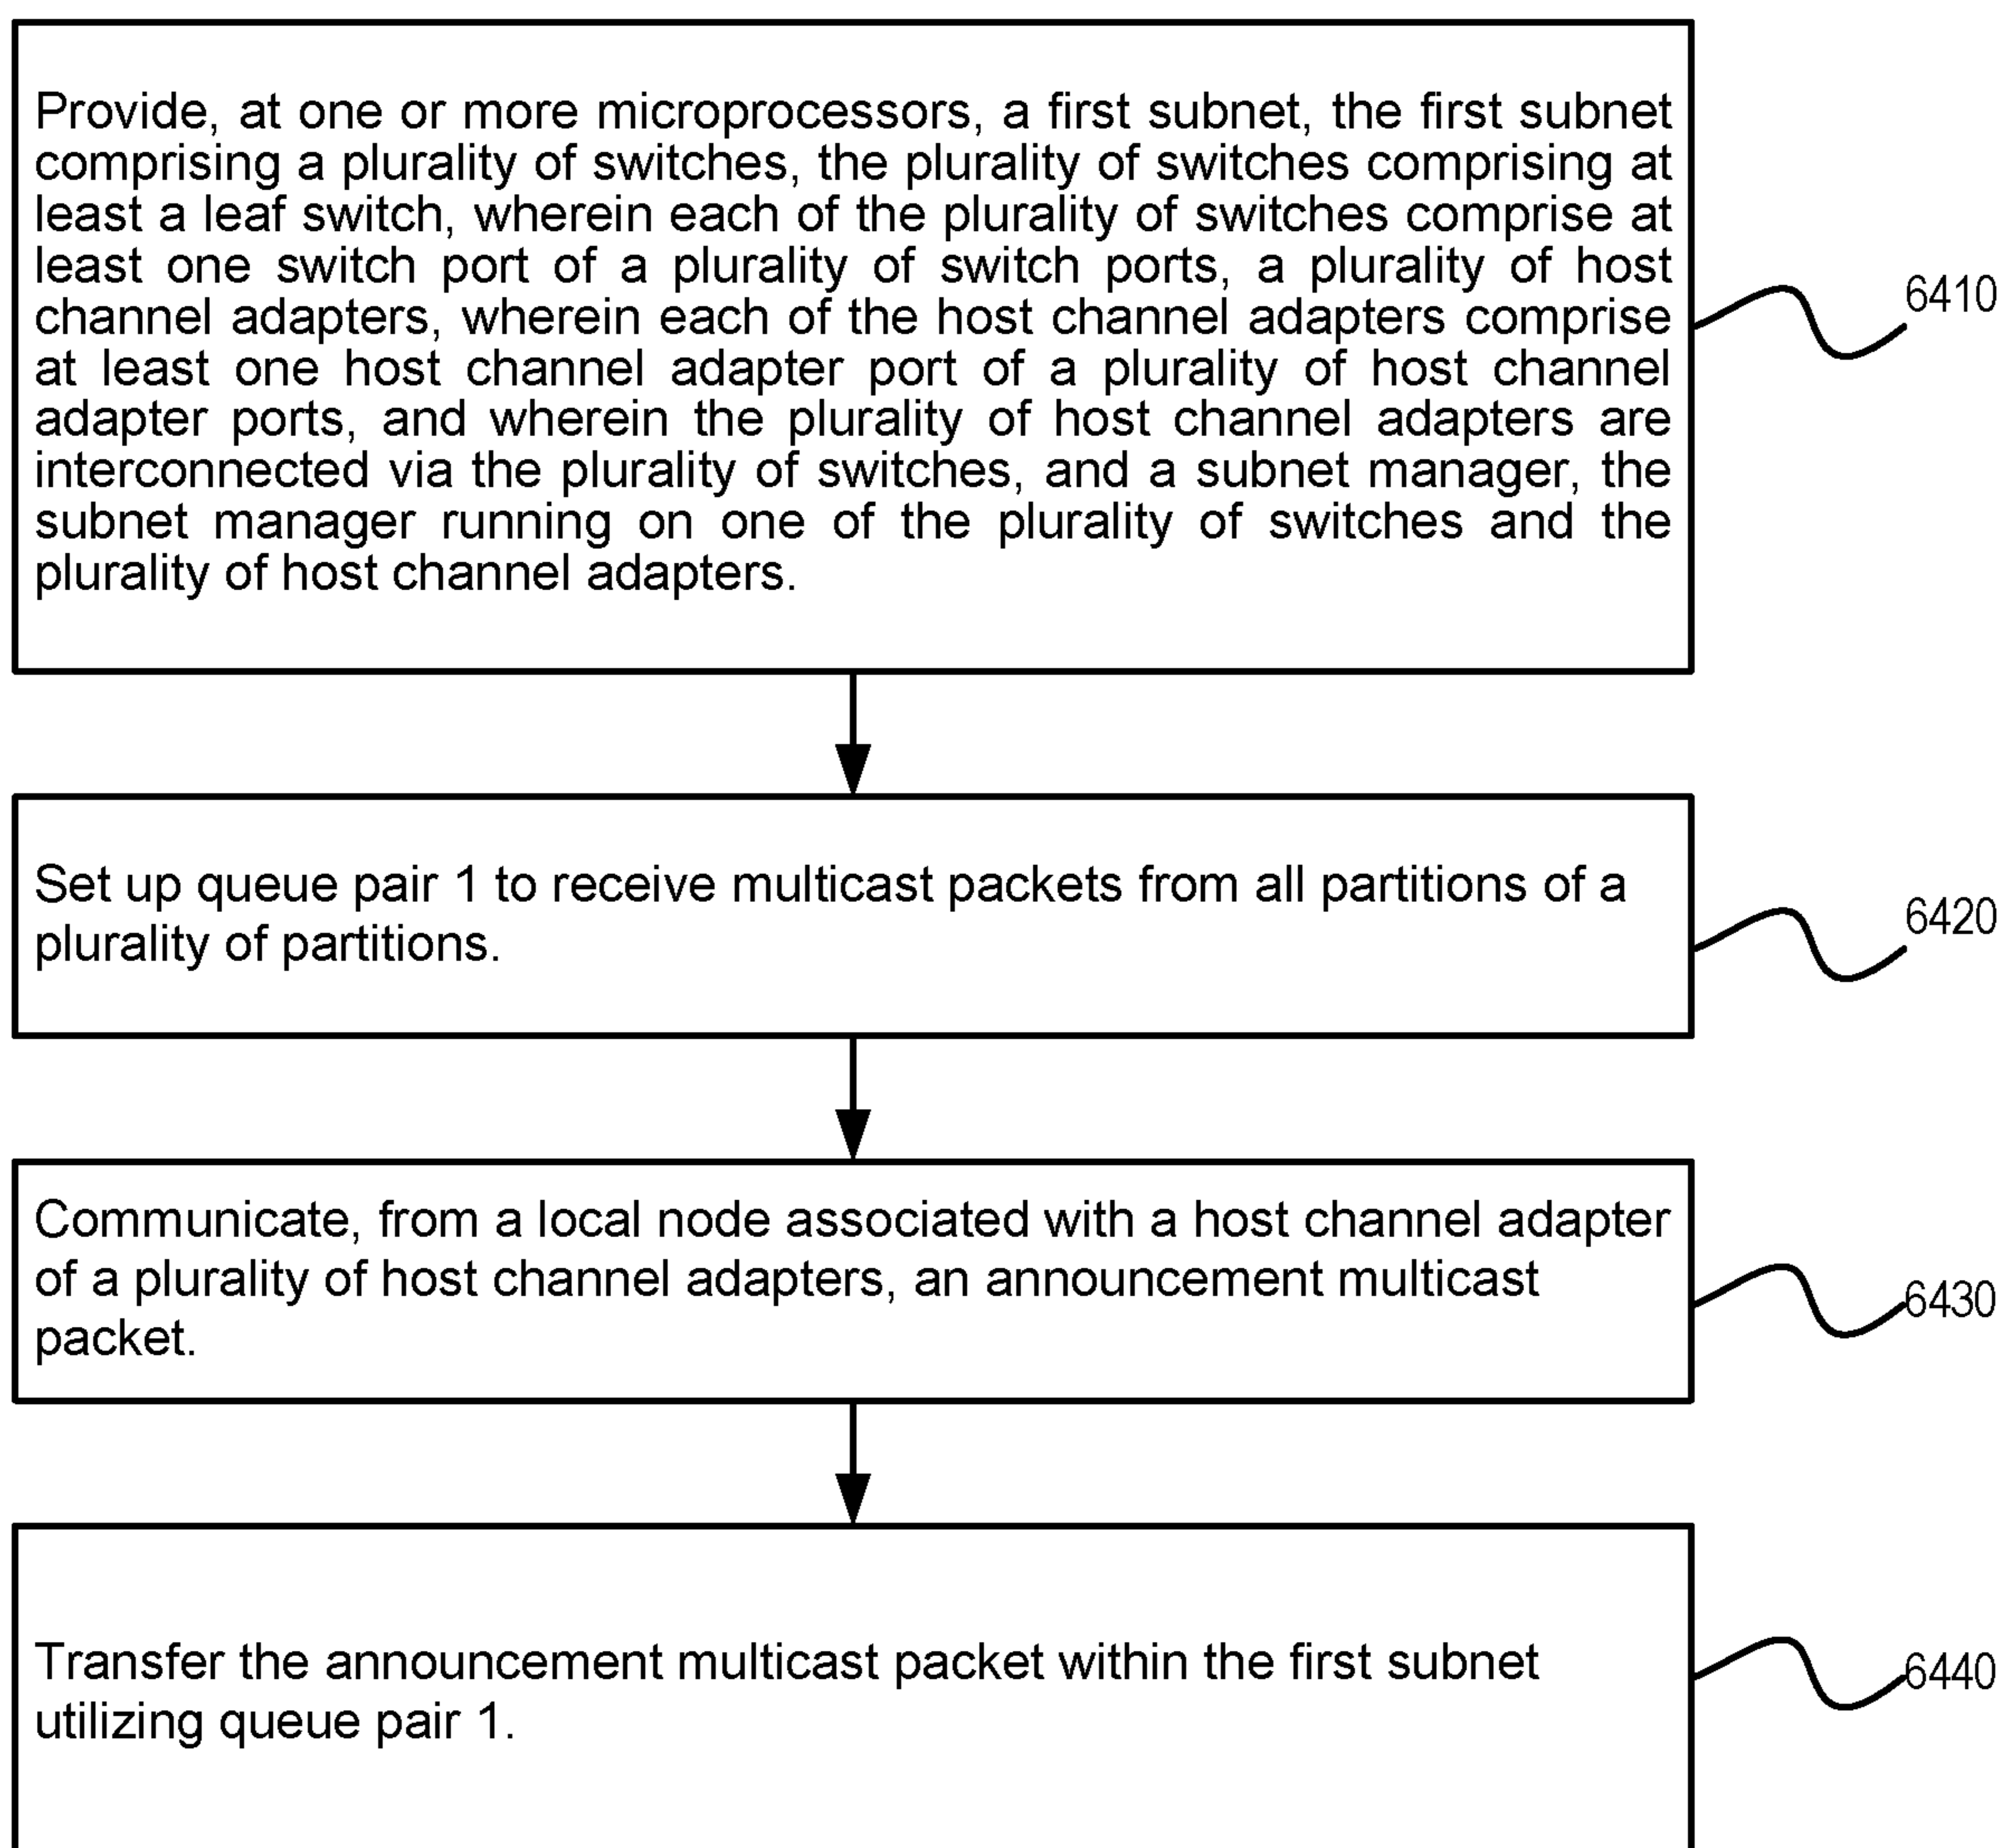 Provide, at one or more microprocessors, a first subnet, the first subnet
comprising a plurality of switches, the plurality of switches comprising at
least a leaf switch, wherein each of the plurality of switches comprise at
least one switch port of a plurality of switch ports, a plurality of host
channel adapters, wherein each of the host channel adapters comprise
at least one host channel adapter port of a plurality of host channel
adapter ports, and wherein the plurality of host channel adapters are
interconnected via the plurality of switches, and a subnet manager, the
subnet manager running on one of the plurality of switches and the
plurality of host channel adapters.
6410
Set up queue pair 1 to receive multicast packets from all partitions of a
plurality of partitions.
6420
Communicate, from a local node associated with a host channel adapter
of a plurality of host channel adapters, an announcement multicast
packet.
6430
Transfer the announcement multicast packet within the first subnet
utilizing queue pair 1.
6440